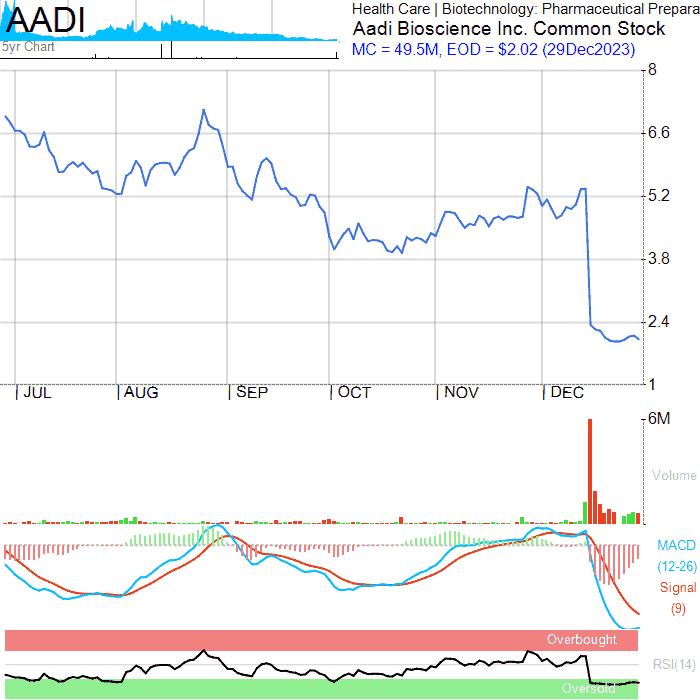 AADI
5yr Chart
Health Care | Biotechnology: Pharmaceutical Prepara
Aadi Bioscience Inc. Common Stock
MC = 49.5M, EOD = $2.02 (29Dec2023)
8
6.6
5.2
3.8
2.4
1
JUL AUG SEP OCT NOV DEC
6M
Volume
MACD
(12-26)
Signal
(9)
Overbought
RSI(14)
Oversold